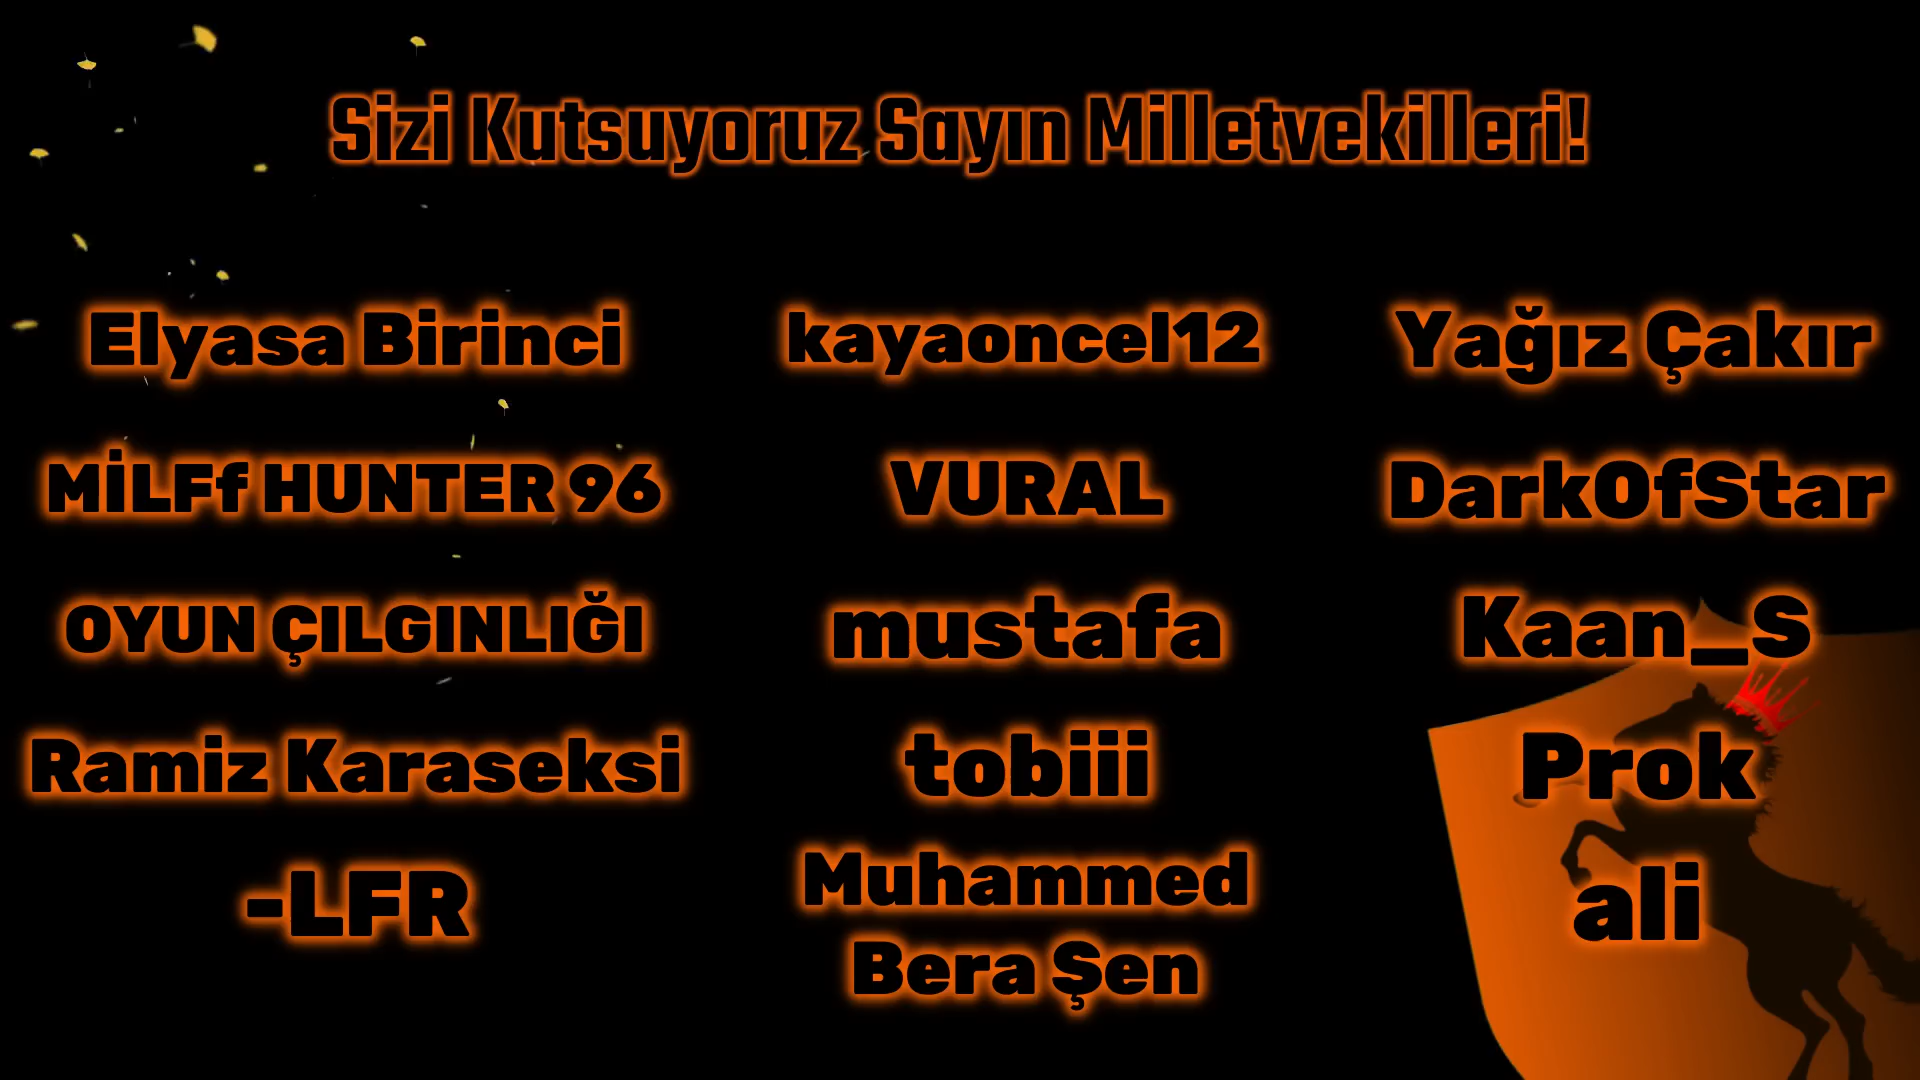 Sizi Kutsuyoruz Sayın Milletvekilleri!
Elyasa Birinci
kayaoncel12
Yağız Çakır
MİLFf HUNTER 96
VURAL
DarkOfStar
OYUN ÇILGINLIĞI
mustafa
Kaan_S
Ramiz Karaseksi
tobiii
Prok
-LFR
Muhammed
Bera Şen
ali